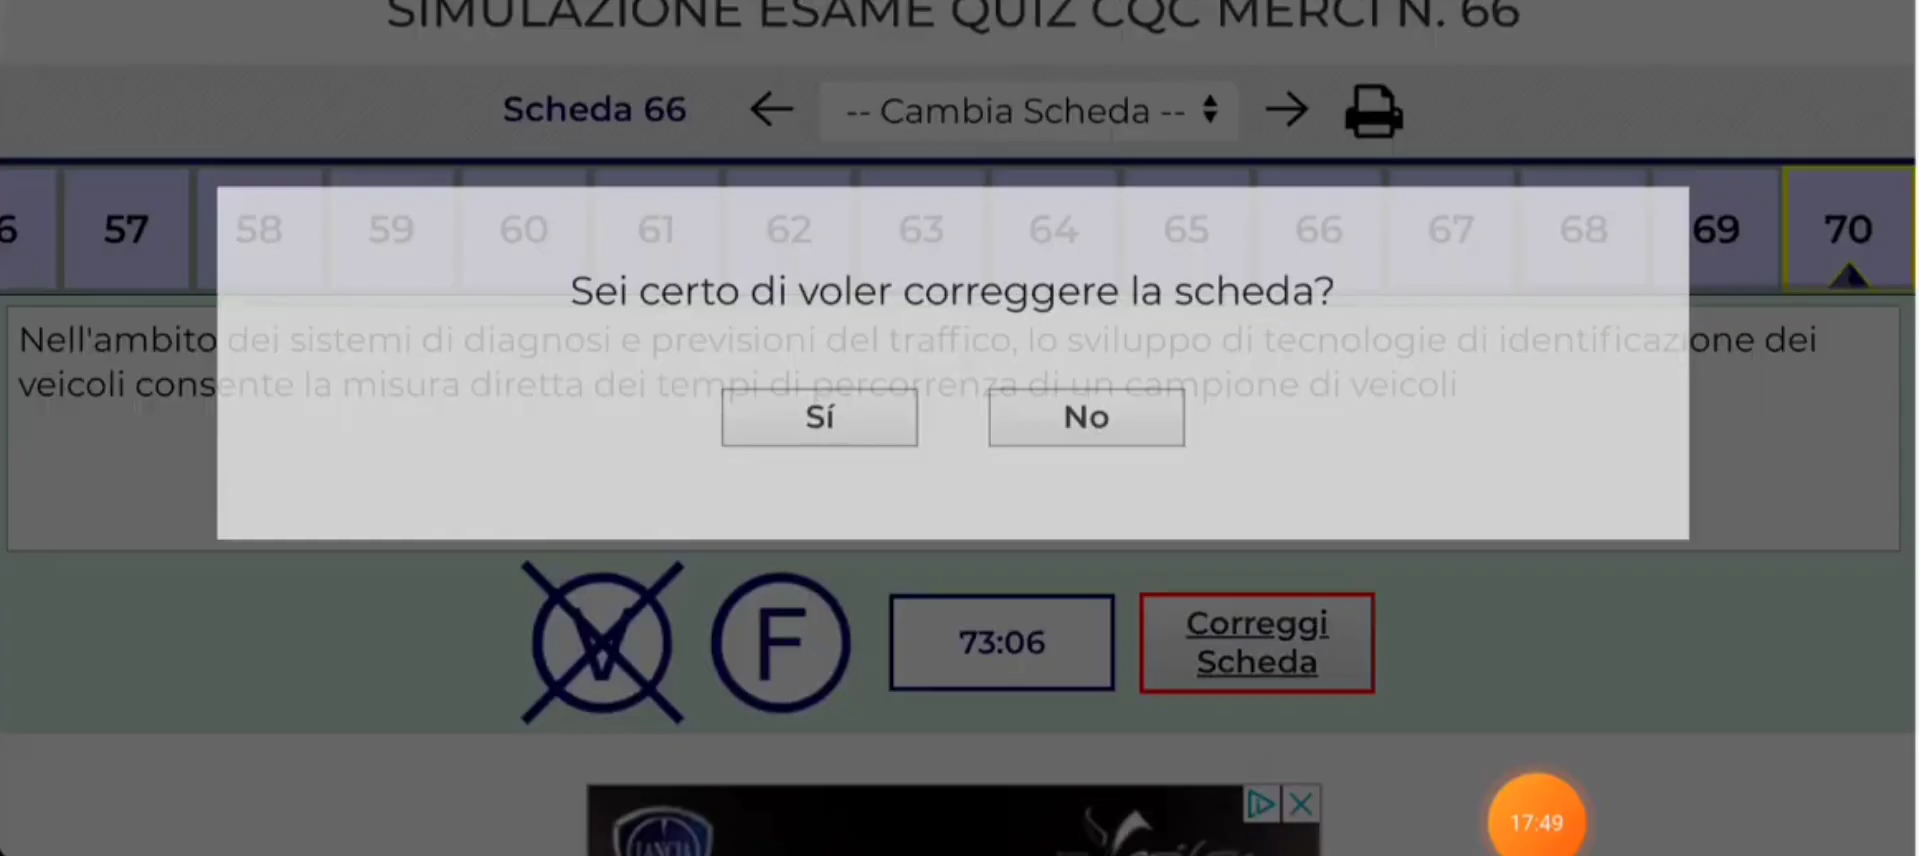 SIMULAZIONE ESAME QUIZ CQC MERCI N. 66
Scheda 66
-- Cambia Scheda --
6 57 58 59 60 61 62 63 64 65 66 67 68 69 70
Sei certo di voler correggere la scheda?
Nell'ambito dei sistemi di diagnosi e previsioni del traffico, lo sviluppo di tecnologie di identificazione dei
veicoli consente la misura diretta dei tempi di percorrenza di un campione di veicoli
Sí
No
V
F
73:06
Correggi
Scheda
LANCIA
17:49